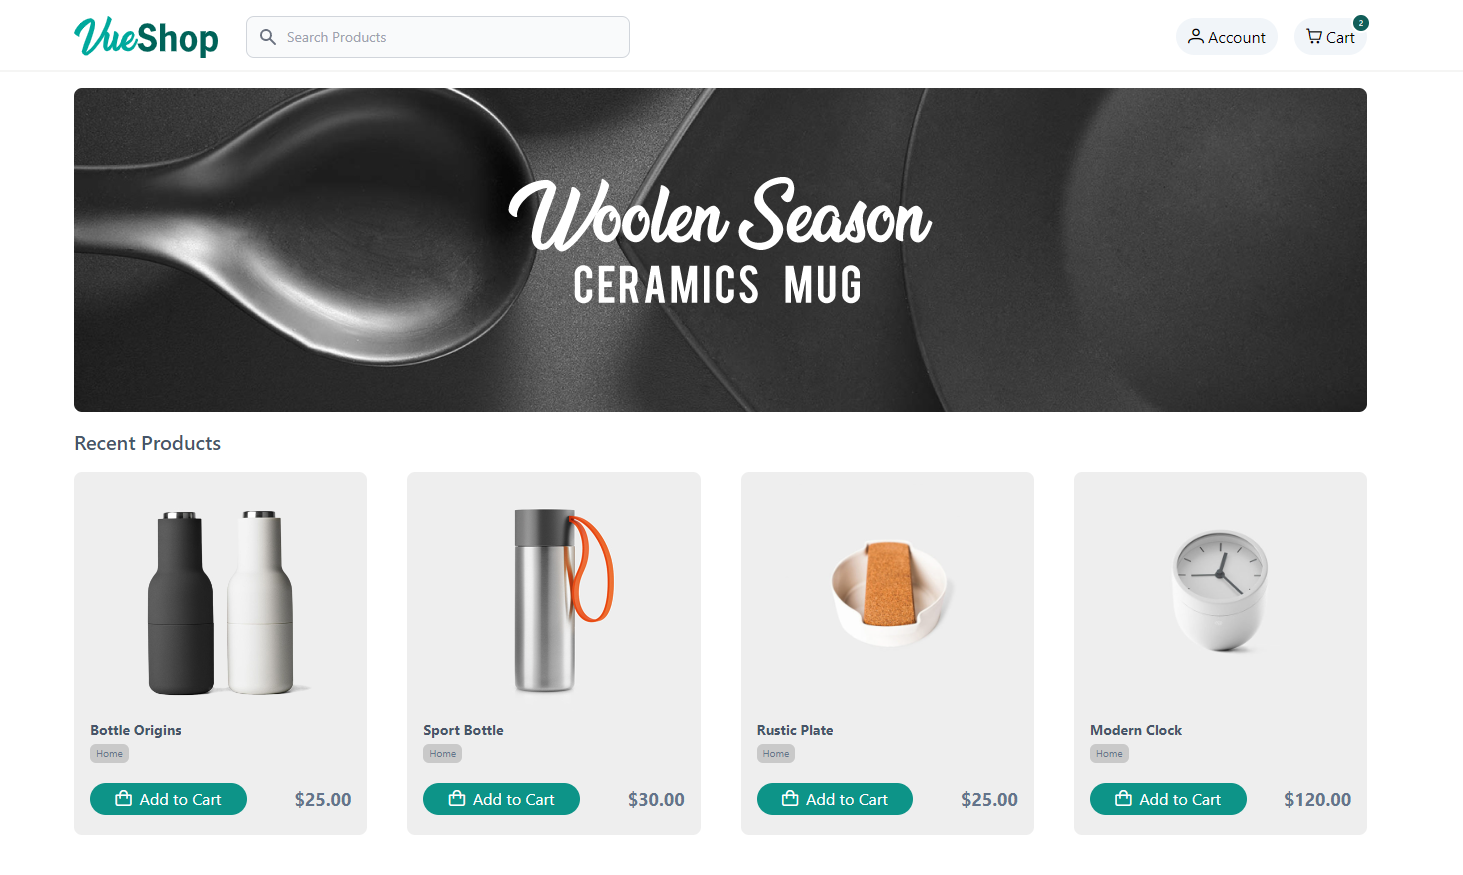 VueShop
Search Products
Account
Cart
2
Woolen Season
CERAMICS MUG
Recent Products
Bottle Origins
Home
Add to Cart
$25.00
Sport Bottle
Home
Add to Cart
$30.00
Rustic Plate
Home
Add to Cart
$25.00
Modern Clock
Home
Add to Cart
$120.00